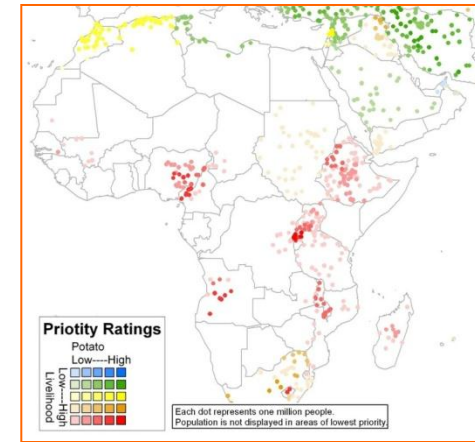 Priotity Ratings
Potato
Low----High
Livelihood
Low---High
Each dot represents one million people.
Population is not displayed in areas of lowest priority.